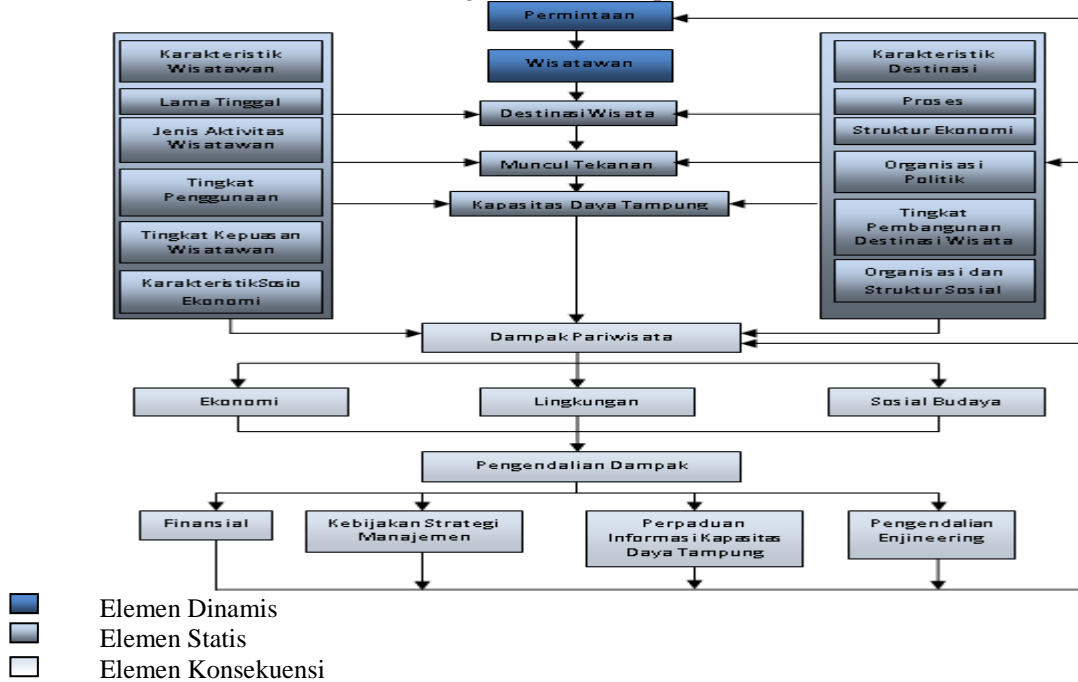 Permintaan
Wisatawan
Destinasi Wisata
Muncul Tekanan
Kapasitas Daya Tampung
Karakteristik
Wisatawan
Lama Tinggal
Jenis Aktivitas
Wisatawan
Tingkat
Penggunaan
Tingkat Kepuasan
Wisatawan
Karakteristik Sosio
Ekonomi
Karakteristik
Destinasi
Proses
Struktur Ekonomi
Organisasi
Politik
Tingkat
Pembangunan
Destinasi Wisata
Organisasi dan
Struktur Sosial
Dampak Pariwisata
Ekonomi
Lingkungan
Sosial Budaya
Pengendalian Dampak
Finansial
Kebijakan Strategi
Manajemen
Perpaduan
Informasi Kapasitas
Daya Tampung
Pengendalian
Enjineering
Elemen Dinamis
Elemen Statis
Elemen Konsekuensi